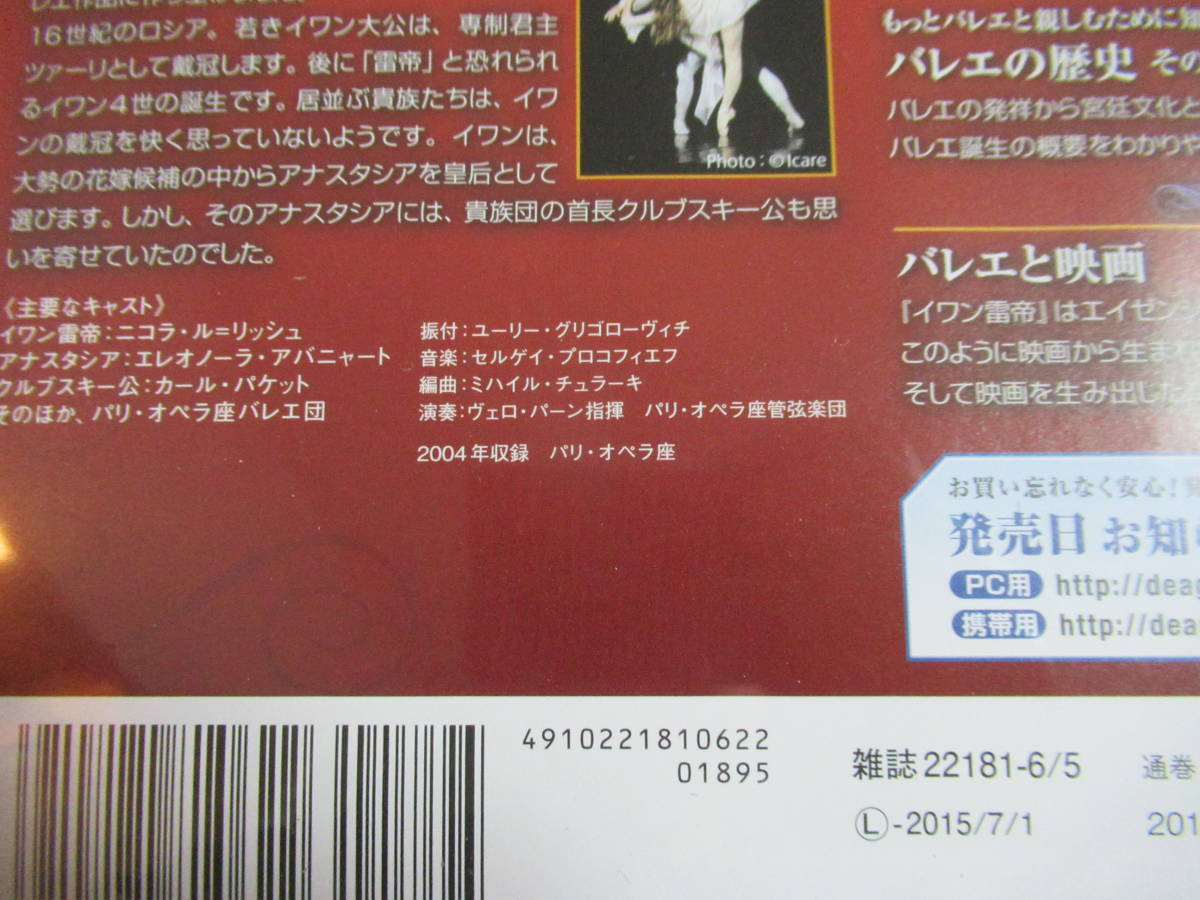 16世紀のロシア。若きイワン大公は、専制君主
ツァーリとして戴冠します。後に「雷帝」と恐れられ
るイワン4世の誕生です。居並ぶ貴族たちは、イワ
ンの戴冠を快く思っていないようです。イワンは、
大勢の花嫁候補の中からアナスタシアを皇后として
選びます。しかし、そのアナスタシアには、貴族団の首長クルブスキー公も思
いを寄せていたのでした。
Photo：©Icare
《主要なキャスト》
イワン雷帝：ニコラ・ル=リッシュ
アナスタシア：エレオノーラ・アバニャート
クルブスキー公：カール・パケット
そのほか、パリ・オペラ座バレエ団
振付：ユーリー・グリゴローヴィチ
音楽：セルゲイ・プロコフィエフ
編曲：ミハイル・チュラーキ
演奏：ヴェロ・パーン指揮　パリ・オペラ座管弦楽団
2004年収録　パリ・オペラ座
もっとバレエと親しむために知
バレエの歴史 その
バレエの発祥から宮廷文化と
バレエ誕生の概要をわかりや
バレエと映画
『イワン雷帝』はエイゼンシ
このように映画から生まれ
そして映画を生み出した
お買い忘れなく安心！発
発売日 お知ら
PC用 http://deag
携帯用 http://dea
4910221810622
01895
雑誌22181-6/5
通巻
Ⓛ-2015/7/1
201